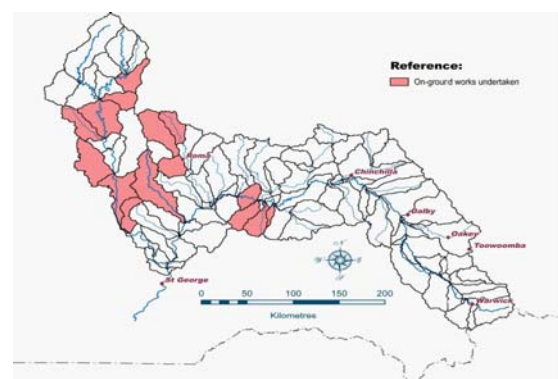 Reference:
On-ground works undertaken
Roma
Chinchilla
Dalby
Oakey
Toowoomba
St George
Warwick
0 50 100 150 200
Kilometres